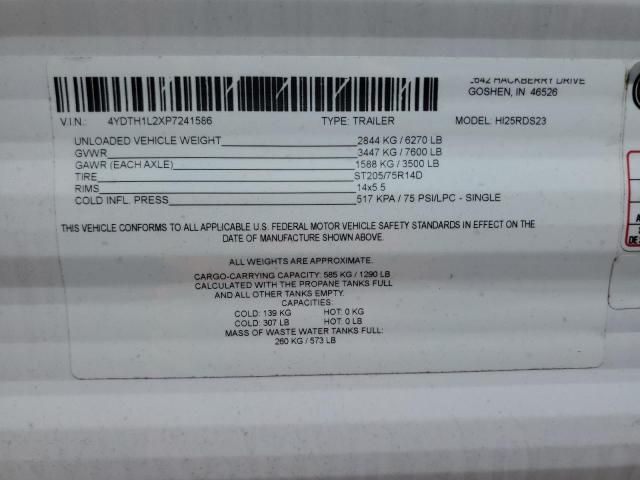 2642 HACKBERRY DRIVE
GOSHEN, IN 46526
V.I.N.: 4YDTH1L2XP7241586 TYPE: TRAILER MODEL: HI25RDS23
UNLOADED VEHICLE WEIGHT 2844 KG / 6270 LB
GVWR 3447 KG / 7600 LB
GAWR (EACH AXLE) 1588 KG / 3500 LB
TIRE ST205/75R14D
RIMS 14x5.5
COLD INFL. PRESS 517 KPA / 75 PSI/LPC - SINGLE
THIS VEHICLE CONFORMS TO ALL APPLICABLE U.S. FEDERAL MOTOR VEHICLE SAFETY STANDARDS IN EFFECT ON THE
DATE OF MANUFACTURE SHOWN ABOVE.
ALL WEIGHTS ARE APPROXIMATE.
CARGO-CARRYING CAPACITY: 585 KG / 1290 LB
CALCULATED WITH THE PROPANE TANKS FULL
AND ALL OTHER TANKS EMPTY.
CAPACITIES:
COLD: 139 KG HOT: 0 KG
COLD: 307 LB HOT: 0 LB
MASS OF WASTE WATER TANKS FULL:
260 KG / 573 LB